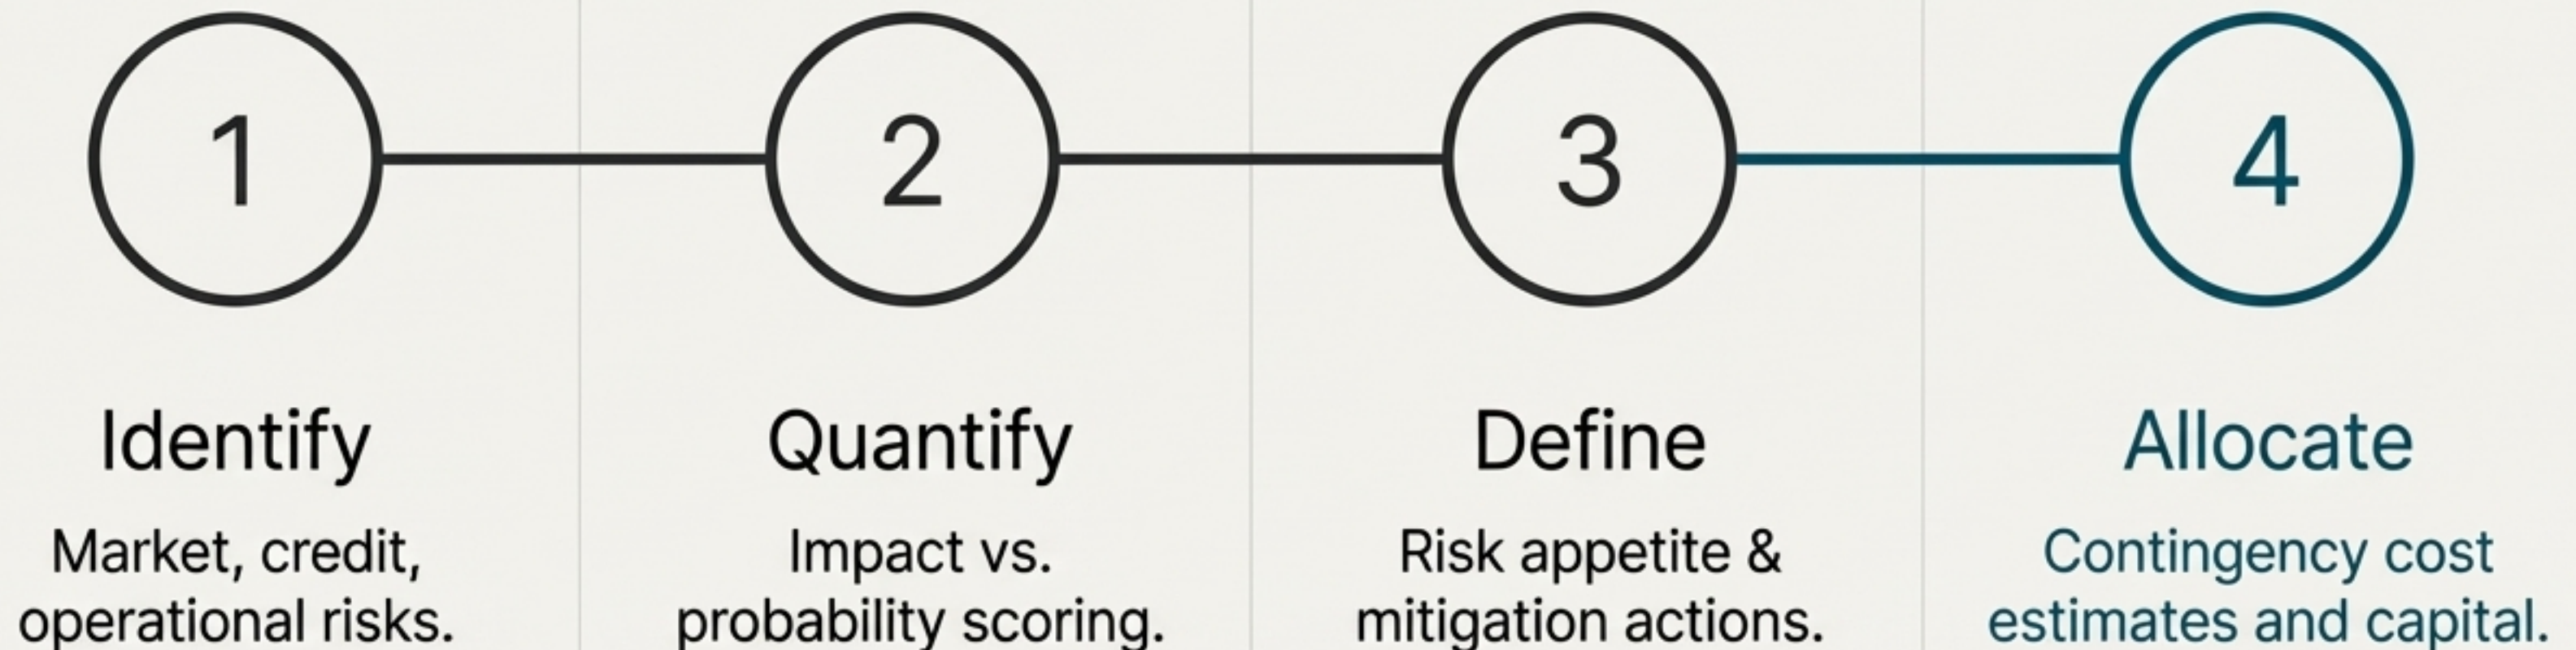 1
2
3
4
Identify
Market, credit,
operational risks.
Quantify
Impact vs.
probability scoring.
Define
Risk appetite &
mitigation actions.
Allocate
Contingency cost
estimates and capital.